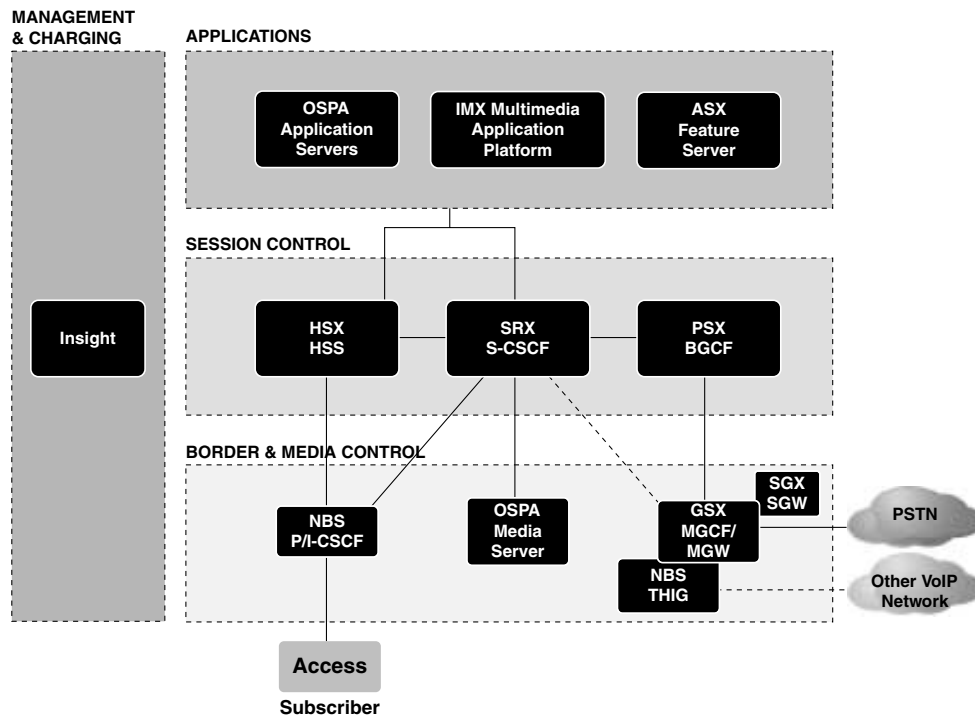 MANAGEMENT
& CHARGING
APPLICATIONS
OSPA
Application
Servers
IMX Multimedia
Application
Platform
ASX
Feature
Server
SESSION CONTROL
Insight
HSX
HSS
SRX
S-CSCF
PSX
BGCF
BORDER & MEDIA CONTROL
NBS
P/I-CSCF
OSPA
Media
Server
GSX
MGCF/
MGW
SGX
SGW
NBS
THIG
PSTN
Other VoIP
Network
Access
Subscriber